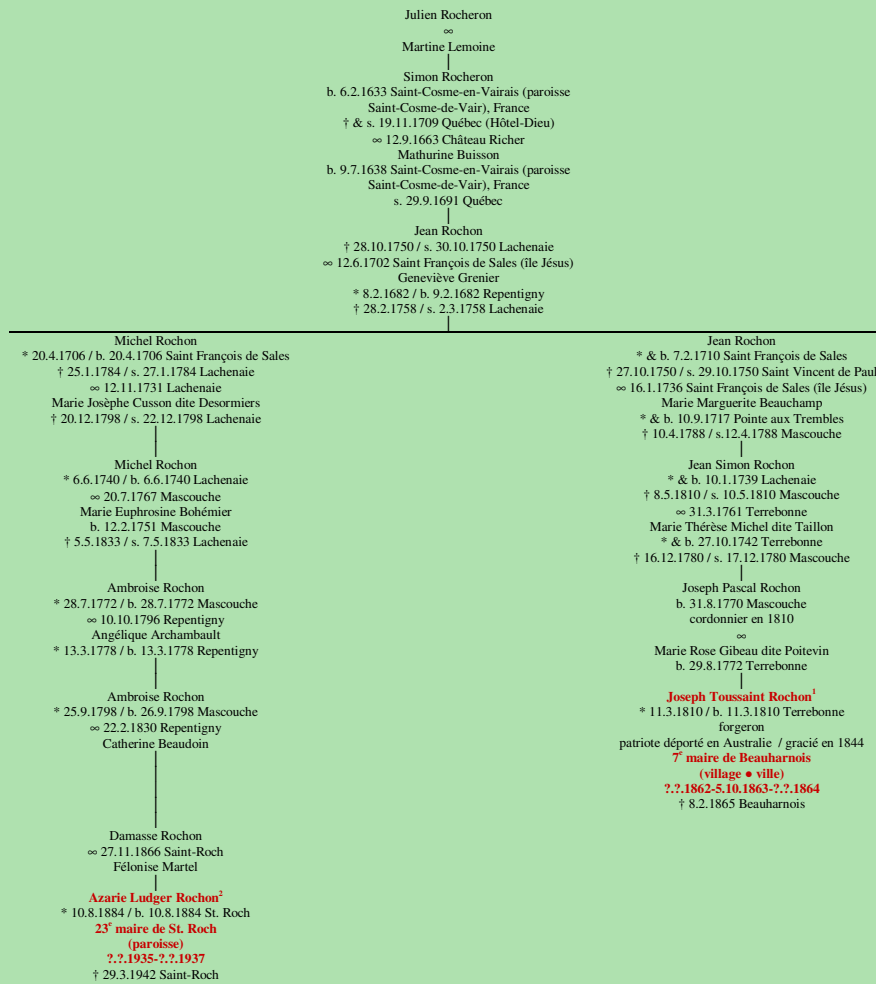 Julien Rocheron
∞
Martine Lemoine
Simon Rocheron
b. 6.2.1633 Saint-Cosme-en-Vairais (paroisse
Saint-Cosme-de-Vair), France
† & s. 19.11.1709 Québec (Hôtel-Dieu)
∞ 12.9.1663 Château Richer
Mathurine Buisson
b. 9.7.1638 Saint-Cosme-en-Vairais (paroisse
Saint-Cosme-de-Vair), France
s. 29.9.1691 Québec
Jean Rochon
† 28.10.1750 / s. 30.10.1750 Lachenaie
∞ 12.6.1702 Saint François de Sales (île Jésus)
Geneviève Grenier
* 8.2.1682 / b. 9.2.1682 Repentigny
† 28.2.1758 / s. 2.3.1758 Lachenaie
Michel Rochon
* 20.4.1706 / b. 20.4.1706 Saint François de Sales
† 25.1.1784 / s. 27.1.1784 Lachenaie
∞ 12.11.1731 Lachenaie
Marie Josèphe Cusson dite Desormiers
† 20.12.1798 / s. 22.12.1798 Lachenaie
Michel Rochon
* 6.6.1740 / b. 6.6.1740 Lachenaie
∞ 20.7.1767 Mascouche
Marie Euphrosine Bohémier
b. 12.2.1751 Mascouche
† 5.5.1833 / s. 7.5.1833 Lachenaie
Ambroise Rochon
* 28.7.1772 / b. 28.7.1772 Mascouche
∞ 10.10.1796 Repentigny
Angélique Archambault
* 13.3.1778 / b. 13.3.1778 Repentigny
Ambroise Rochon
* 25.9.1798 / b. 26.9.1798 Mascouche
∞ 22.2.1830 Repentigny
Catherine Beaudoin
Damasse Rochon
∞ 27.11.1866 Saint-Roch
Félonise Martel
Azarie Ludger Rochon²
* 10.8.1884 / b. 10.8.1884 St. Roch
23e maire de St. Roch
(paroisse)
?.?.1935-?.?.1937
† 29.3.1942 Saint-Roch
Jean Rochon
* & b. 7.2.1710 Saint François de Sales
† 27.10.1750 / s. 29.10.1750 Saint Vincent de Paul
∞ 16.1.1736 Saint François de Sales (île Jésus)
Marie Marguerite Beauchamp
* & b. 10.9.1717 Pointe aux Trembles
† 10.4.1788 / s.12.4.1788 Mascouche
Jean Simon Rochon
* & b. 10.1.1739 Lachenaie
† 8.5.1810 / s. 10.5.1810 Mascouche
∞ 31.3.1761 Terrebonne
Marie Thérèse Michel dite Taillon
* & b. 27.10.1742 Terrebonne
† 16.12.1780 / s. 17.12.1780 Mascouche
Joseph Pascal Rochon
b. 31.8.1770 Mascouche
cordonnier en 1810
∞
Marie Rose Gibeau dite Poitevin
b. 29.8.1772 Terrebonne
Joseph Toussaint Rochon¹
* 11.3.1810 / b. 11.3.1810 Terrebonne
forgeron
patriote déporté en Australie / gracié en 1844
7e maire de Beauharnois
(village ● ville)
?.?.1862-5.10.1863-?.?.1864
† 8.2.1865 Beauharnois